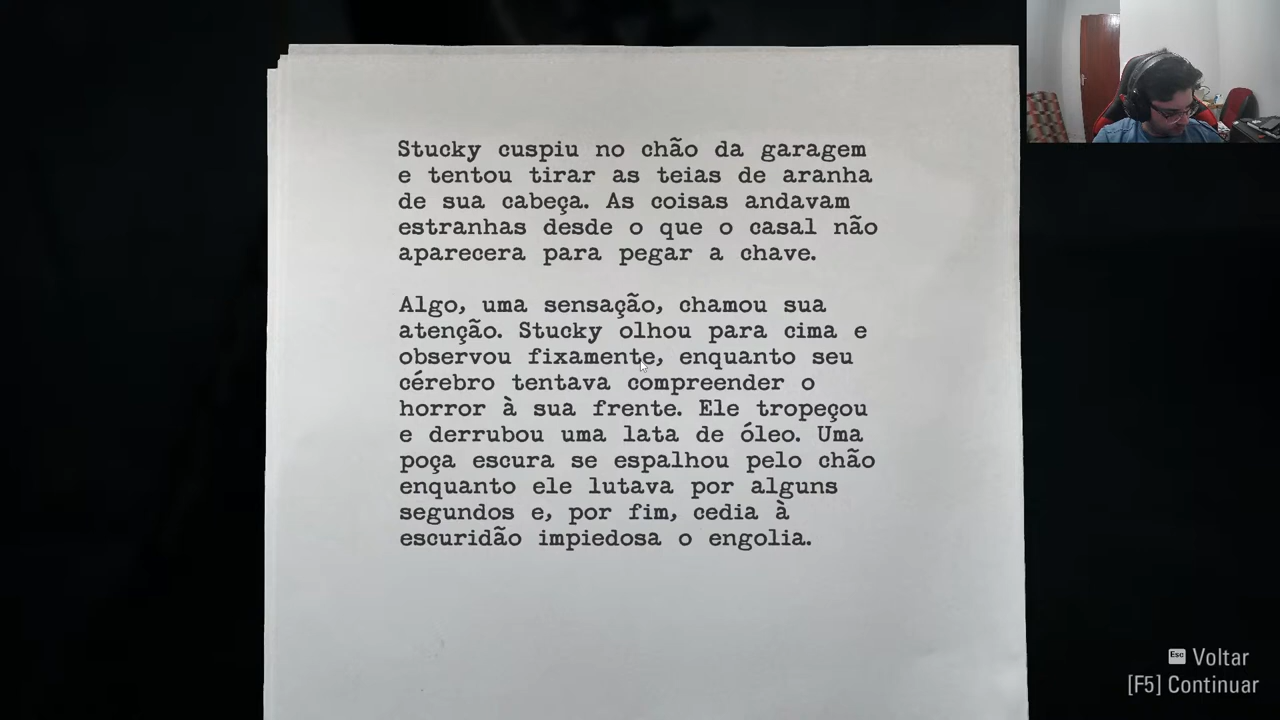 Stucky cuspiu no chão da garagem
e tentou tirar as teias de aranha
de sua cabeça. As coisas andavam
estranhas desde o que o casal não
aparecera para pegar a chave.
Algo, uma sensação, chamou sua
atenção. Stucky olhou para cima e
observou fixamente, enquanto seu
cérebro tentava compreender o
horror à sua frente. Ele tropeçou
e derrubou uma lata de óleo. Uma
poça escura se espalhou pelo chão
enquanto ele lutava por alguns
segundos e, por fim, cedia à
escuridão impiedosa o engolia.
Esc Voltar
[F5] Continuar